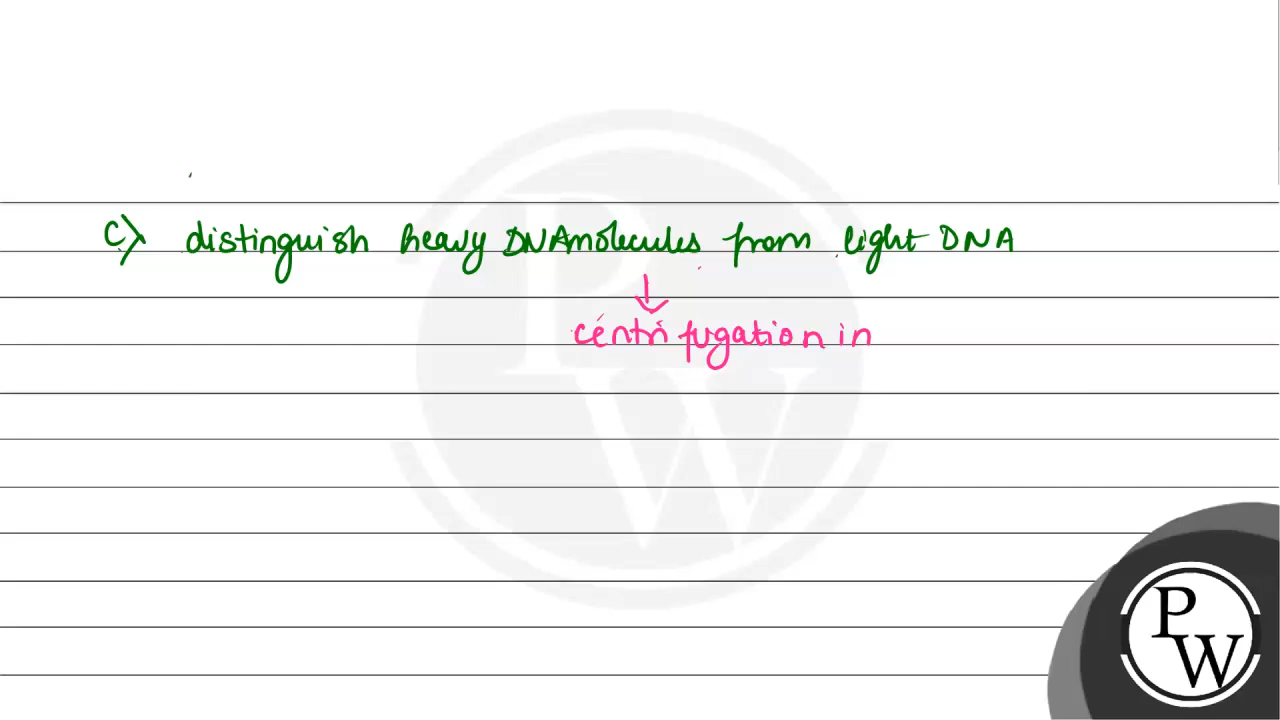 c) distinguish heavy DNA molecules from light DNA
↓
centrifugation in
P
W
P
W